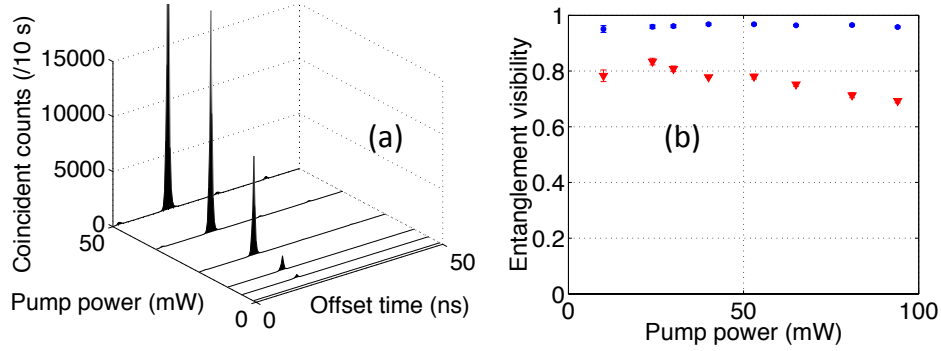 Coincident counts (/10 s)
15000
10000
5000
0
50
0
Pump power (mW)
0
50
Offset time (ns)
(a)
Entanglement visibility
1
0.8
0.6
0.4
0.2
0
0
50
100
Pump power (mW)
(b)